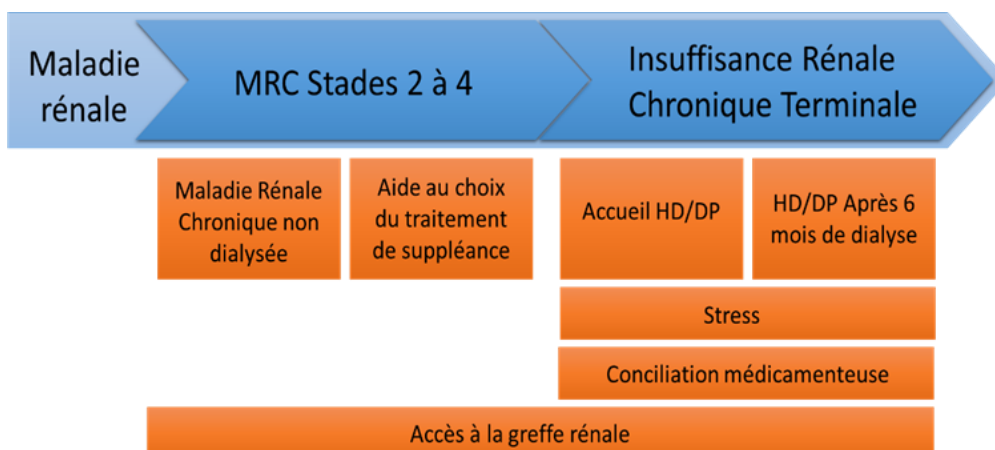 Maladie
rénale
MRC Stades 2 à 4
Insuffisance Rénale
Chronique Terminale
Maladie Rénale
Chronique non
dialysée
Aide au choix
du traitement
de suppléance
Accueil HD/DP
HD/DP Après 6
mois de dialyse
Stress
Conciliation médicamenteuse
Accès à la greffe rénale